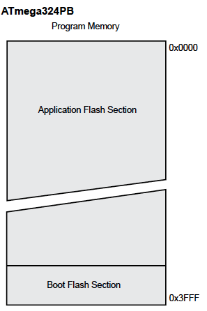 ATmega324PB
Program Memory
0x0000
Application Flash Section
Boot Flash Section
0x3FFF